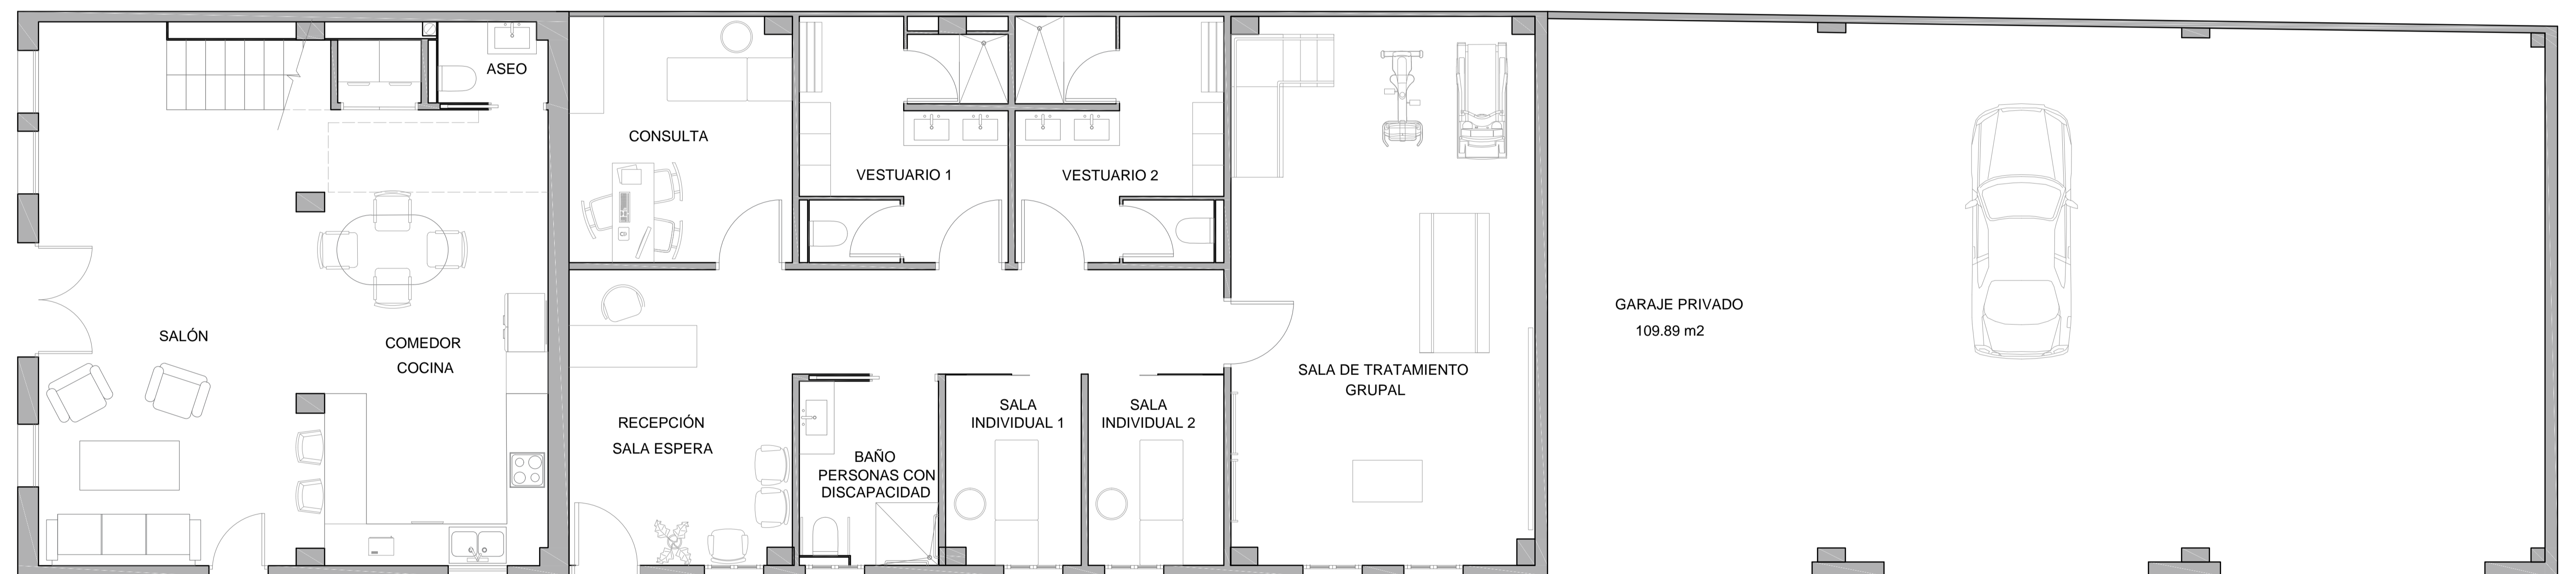 ASEO
CONSULTA
VESTUARIO 1
VESTUARIO 2
SALÓN
COMEDOR
COCINA
RECEPCIÓN
SALA ESPERA
BAÑO
PERSONAS CON
DISCAPACIDAD
SALA
INDIVIDUAL 1
SALA
INDIVIDUAL 2
SALA DE TRATAMIENTO
GRUPAL
GARAJE PRIVADO
109.89 m2